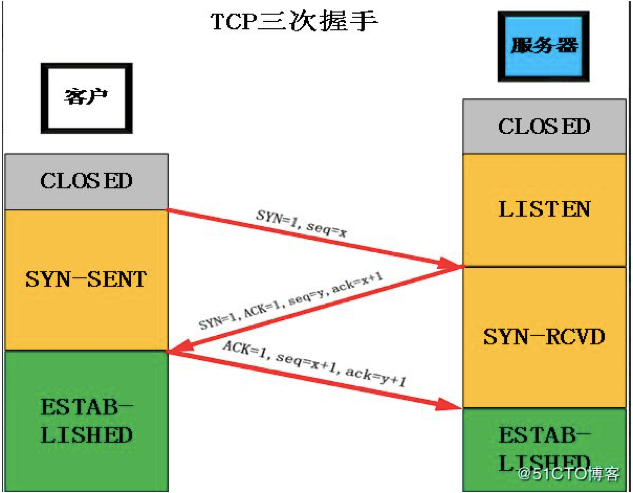 TCP三次握手
客户
服务器
CLOSED
CLOSED
LISTEN
SYN=1,seq=x
SYN-SENT
SYN=1,ACK=1,seq=y,ack=x+1
SYN-RCVD
ACK=1,seq=x+1,ack=y+1
ESTAB-
LISHED
ESTAB-
LISHED
@51CTO博客